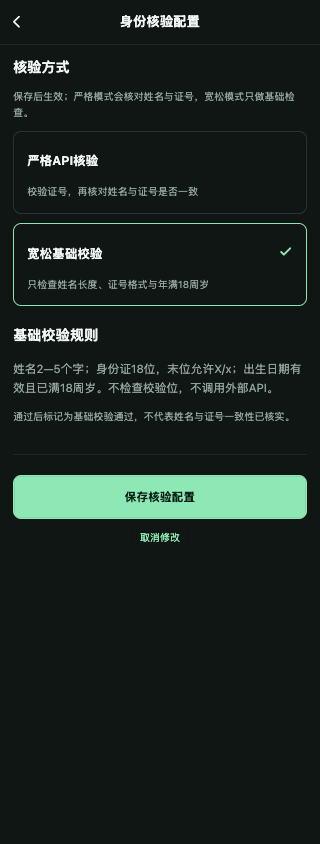 身份核验配置
核验方式
保存后生效；严格模式会核对姓名与证号，宽松模式只做基础检
查。
严格API核验
校验证号，再核对姓名与证号是否一致
宽松基础校验
只检查姓名长度、证号格式与年满18周岁
基础校验规则
姓名2—5个字；身份证18位，末位允许X/x；出生日期有
效且已满18周岁。不检查校验位，不调用外部API。
通过后标记为基础校验通过，不代表姓名与证号一致性已核实。
保存核验配置
取消修改